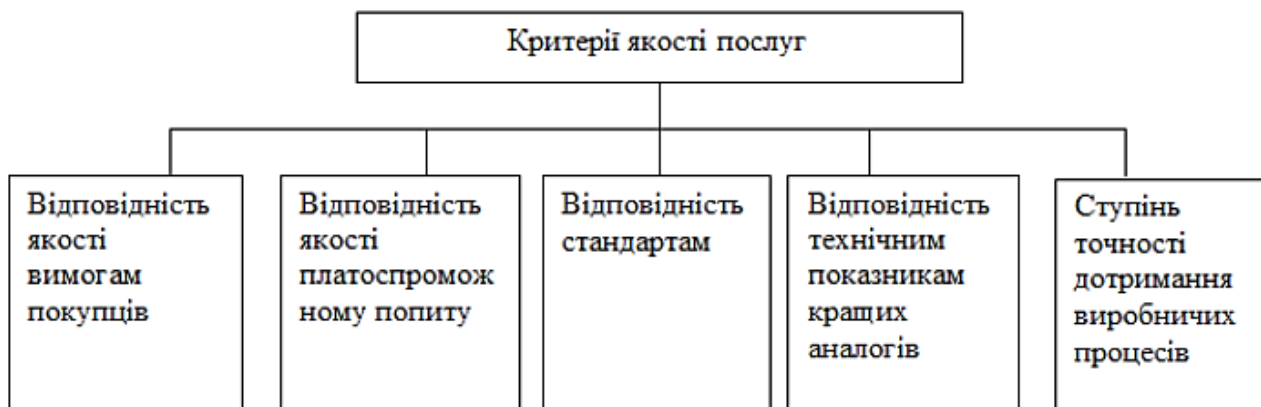 Критерії якості послуг
Відповідність
якості
вимогам
покупців
Відповідність
якості
платоспромож
ному попиту
Відповідність
стандартам
Відповідність
технічним
показникам
кращих
аналогів
Ступінь
точності
дотримання
виробничих
процесів